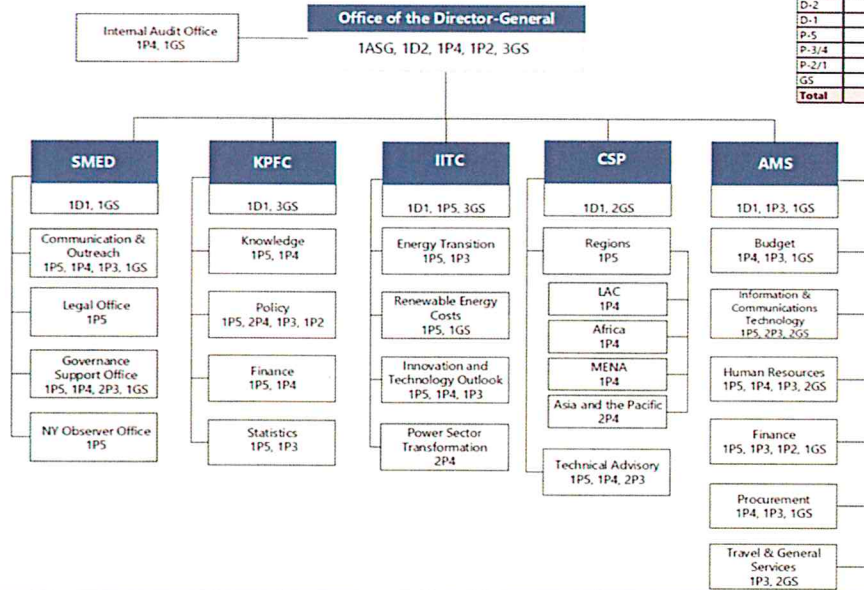 Office of the Director-General
1ASG, 1D2, 1P4, 1P2, 3GS
Internal Audit Office
1P4, 1GS
D-2
D-1
P-5
P-3/4
P-2/1
GS
Total
SMED
1D1, 1GS
Communication &
Outreach
1P5, 1P4, 1P3, 1GS
Legal Office
1P5
Governance
Support Office
1P5, 1P4, 2P3, 1GS
NY Observer Office
1P5
KPFC
1D1, 3GS
Knowledge
1P5, 1P4
Policy
1P5, 2P4, 1P3, 1P2
Finance
1P5, 1P4
Statistics
1P5, 1P3
IITC
1D1, 1P5, 3GS
Energy Transition
1P5, 1P3
Renewable Energy
Costs
1P5, 1GS
Innovation and
Technology Outlook
1P5, 1P4, 1P3
Power Sector
Transformation
2P4
CSP
1D1, 2GS
Regions
1P5
LAC
1P4
Africa
1P4
MENA
1P4
Asia and the Pacific
2P4
Technical Advisory
1P5, 1P4, 2P3
AMS
1D1, 1P3, 1GS
Budget
1P4, 1P3, 1GS
Information &
Communications
Technology
1P5, 2P3, 2GS
Human Resources
1P5, 1P4, 1P3, 2GS
Finance
1P5, 1P3, 1P2, 1GS
Procurement
1P4, 1P3, 1GS
Travel & General
Services
1P3, 2GS